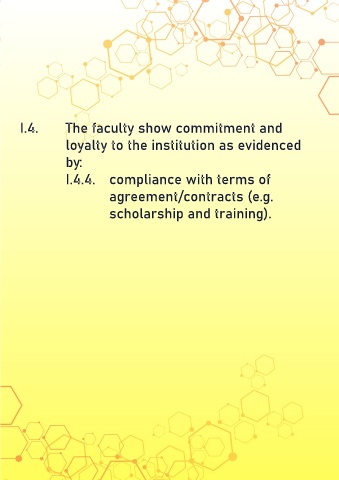 I.4. The faculty show commitment and
loyalty to the institution as evidenced
by:
I.4.4. compliance with terms of
agreement/contracts (e.g.
scholarship and training).